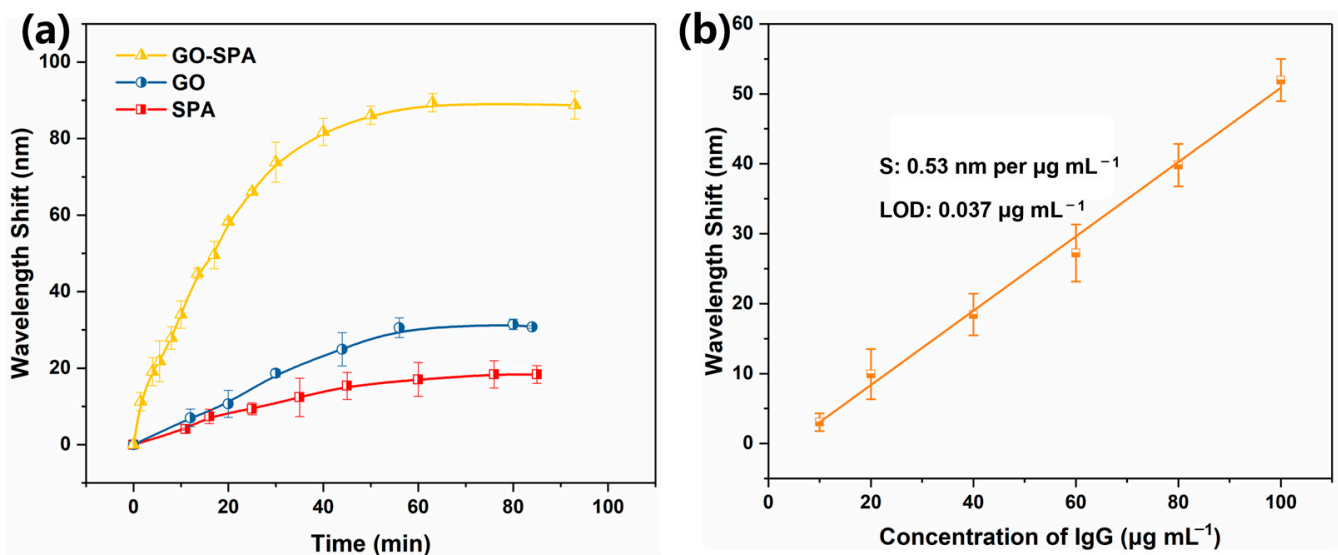 (a)
GO-SPA
GO
SPA
Wavelength Shift (nm)
100
80
60
40
20
0
0 20 40 60 80 100
Time (min)
(b)
Wavelength Shift (nm)
60
50
40
30
20
10
0
S: 0.53 nm per µg mL⁻¹
LOD: 0.037 µg mL⁻¹
0 20 40 60 80 100
Concentration of IgG (µg mL⁻¹)